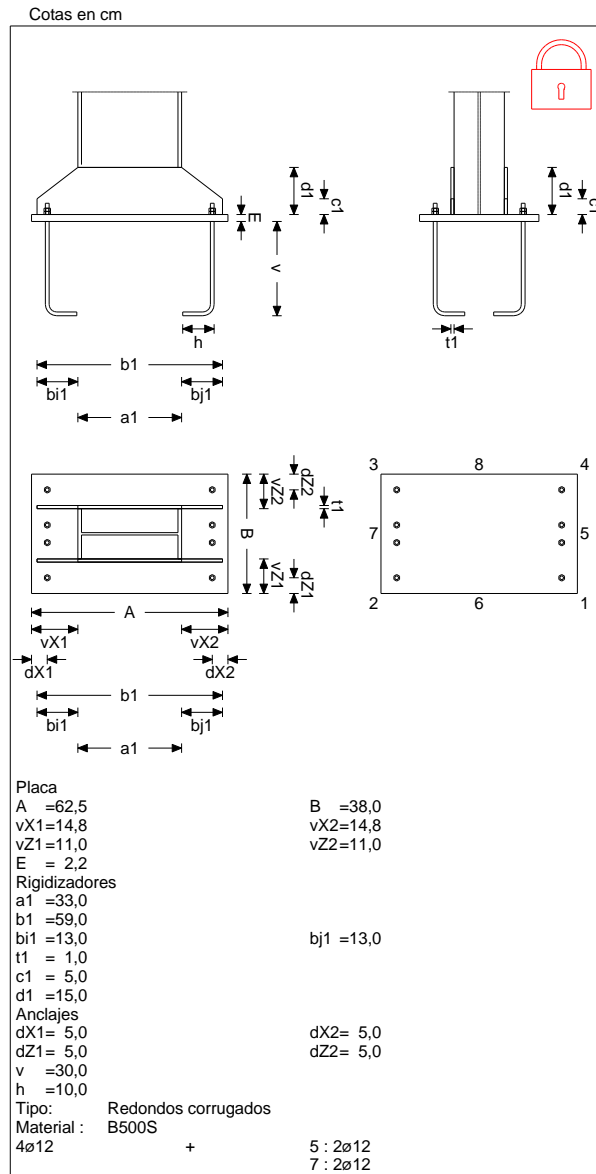 Cotas en cm
d1
c1
d1
c1
E
v
h
t1
b1
bi1
bj1
a1
3
8
4
dZ2
vZ2
t1
B
7
5
vZ1
dZ1
A
2
6
1
vX1
vX2
dX1
dX2
b1
bi1
bj1
a1
Placa
A =62,5 B =38,0
vX1=14,8 vX2=14,8
vZ1=11,0 vZ2=11,0
E = 2,2
Rigidizadores
a1 =33,0
b1 =59,0
bi1 =13,0 bj1 =13,0
t1 = 1,0
c1 = 5,0
d1 =15,0
Anclajes
dX1= 5,0 dX2= 5,0
dZ1= 5,0 dZ2= 5,0
v =30,0
h =10,0
Tipo: Redondos corrugados
Material : B500S
4ø12 + 5 : 2ø12
7 : 2ø12